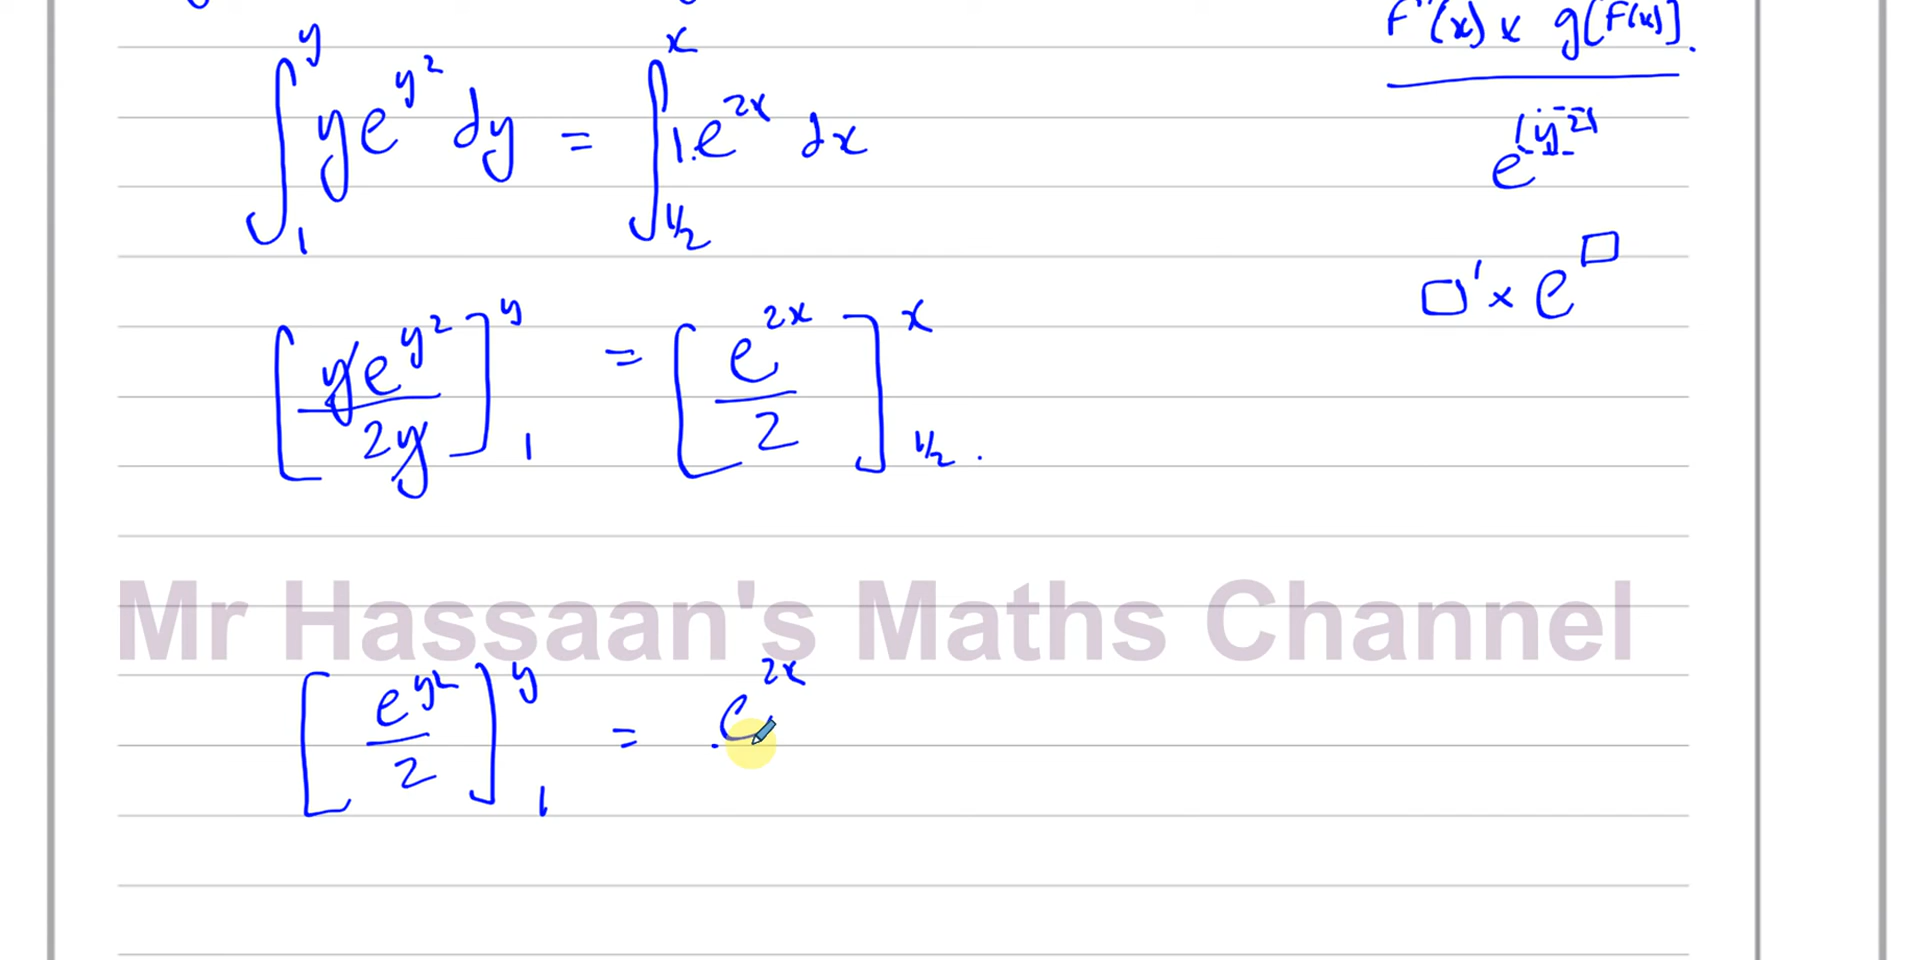 F'(x) x g[F(x)].
∫₁^y ye^{y²} dy = ∫_{1/2}^x 1.e^{2x} dx
e^{(y²)}
□' × e^□
[ye^{y²}/2y]₁^y = [e^{2x}/2]_{1/2}^x.
Mr Hassaan's Maths Channel
[e^{y²}/2]₁^y = e^{2x}